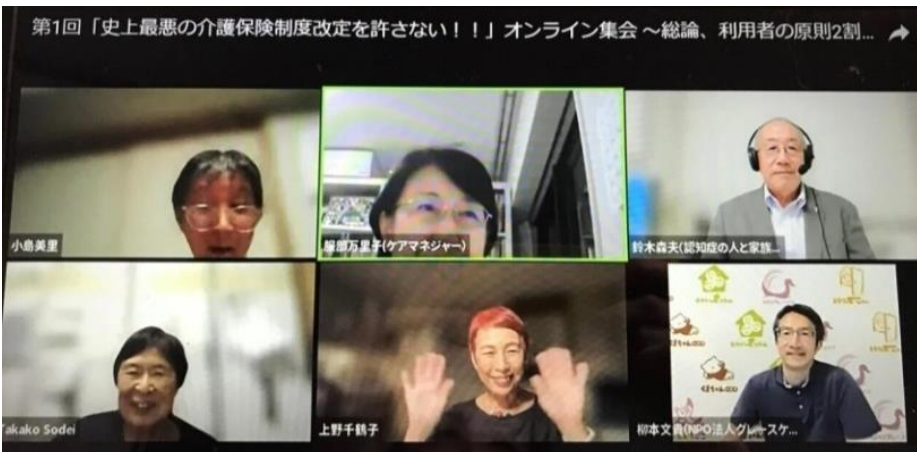 第1回「史上最悪の介護保険制度改定を許さない！！」オンライン集会 ～総論、利用者の原則2割...
小島美里
服部万里子(ケアマネジャー)
鈴木森夫(認知症の人と家族...
Takako Sodei
上野千鶴子
柳本文貴(NPO法人グレースケ...